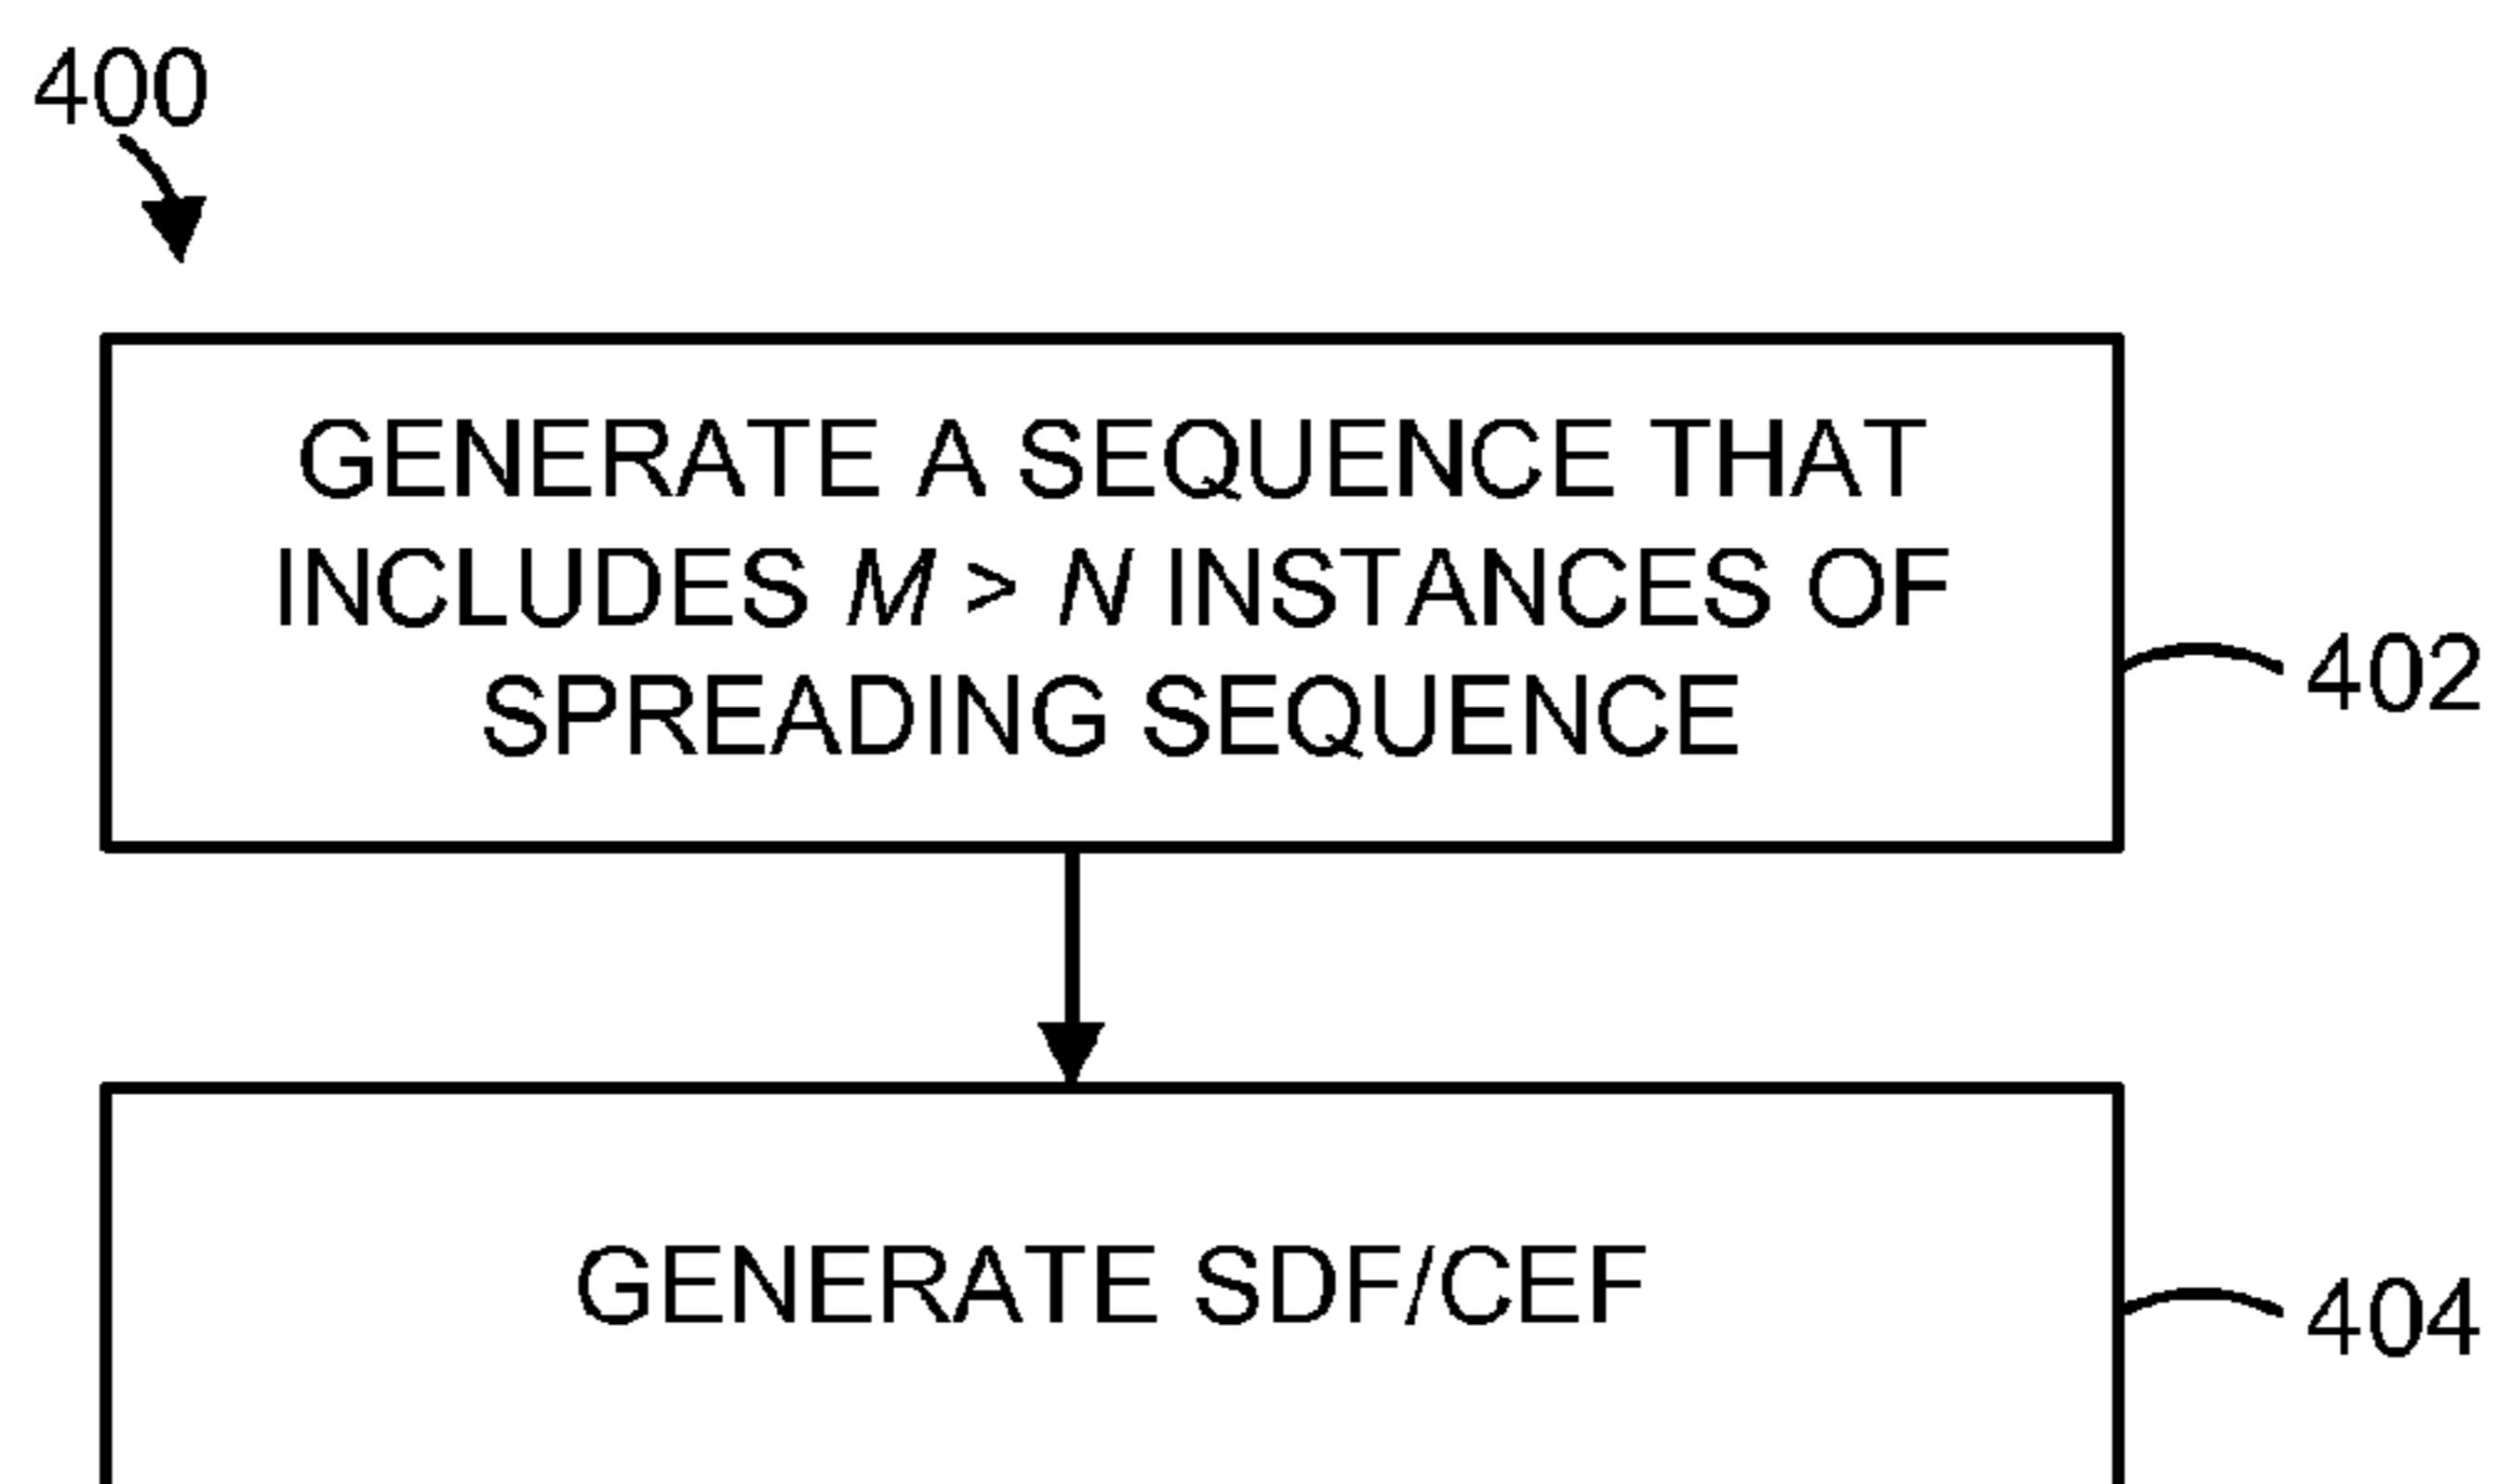 400
GENERATE A SEQUENCE THAT
INCLUDES M > N INSTANCES OF
SPREADING SEQUENCE
402
GENERATE SDF/CEF
404